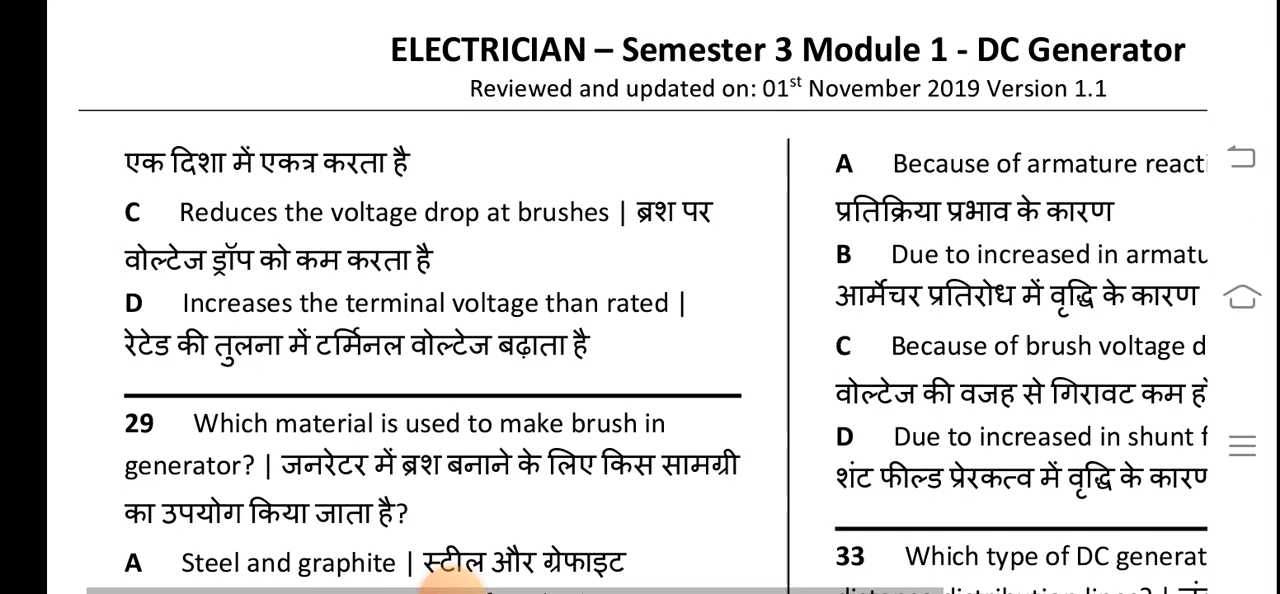 ELECTRICIAN – Semester 3 Module 1 - DC Generator
Reviewed and updated on: 01st November 2019 Version 1.1
एक दिशा में एकत्र करता है
C Reduces the voltage drop at brushes | ब्रश पर
वोल्टेज ड्रॉप को कम करता है
D Increases the terminal voltage than rated |
रेटेड की तुलना में टर्मिनल वोल्टेज बढ़ाता है
29 Which material is used to make brush in
generator? | जनरेटर में ब्रश बनाने के लिए किस सामग्री
का उपयोग किया जाता है?
A Steel and graphite | स्टील और ग्रेफाइट
A Because of armature reacti
प्रतिक्रिया प्रभाव के कारण
B Due to increased in armatu
आर्मेचर प्रतिरोध में वृद्धि के कारण
C Because of brush voltage d
वोल्टेज की वजह से गिरावट कम हो
D Due to increased in shunt f
शंट फील्ड प्रेरकत्व में वृद्धि के कारण
33 Which type of DC generat